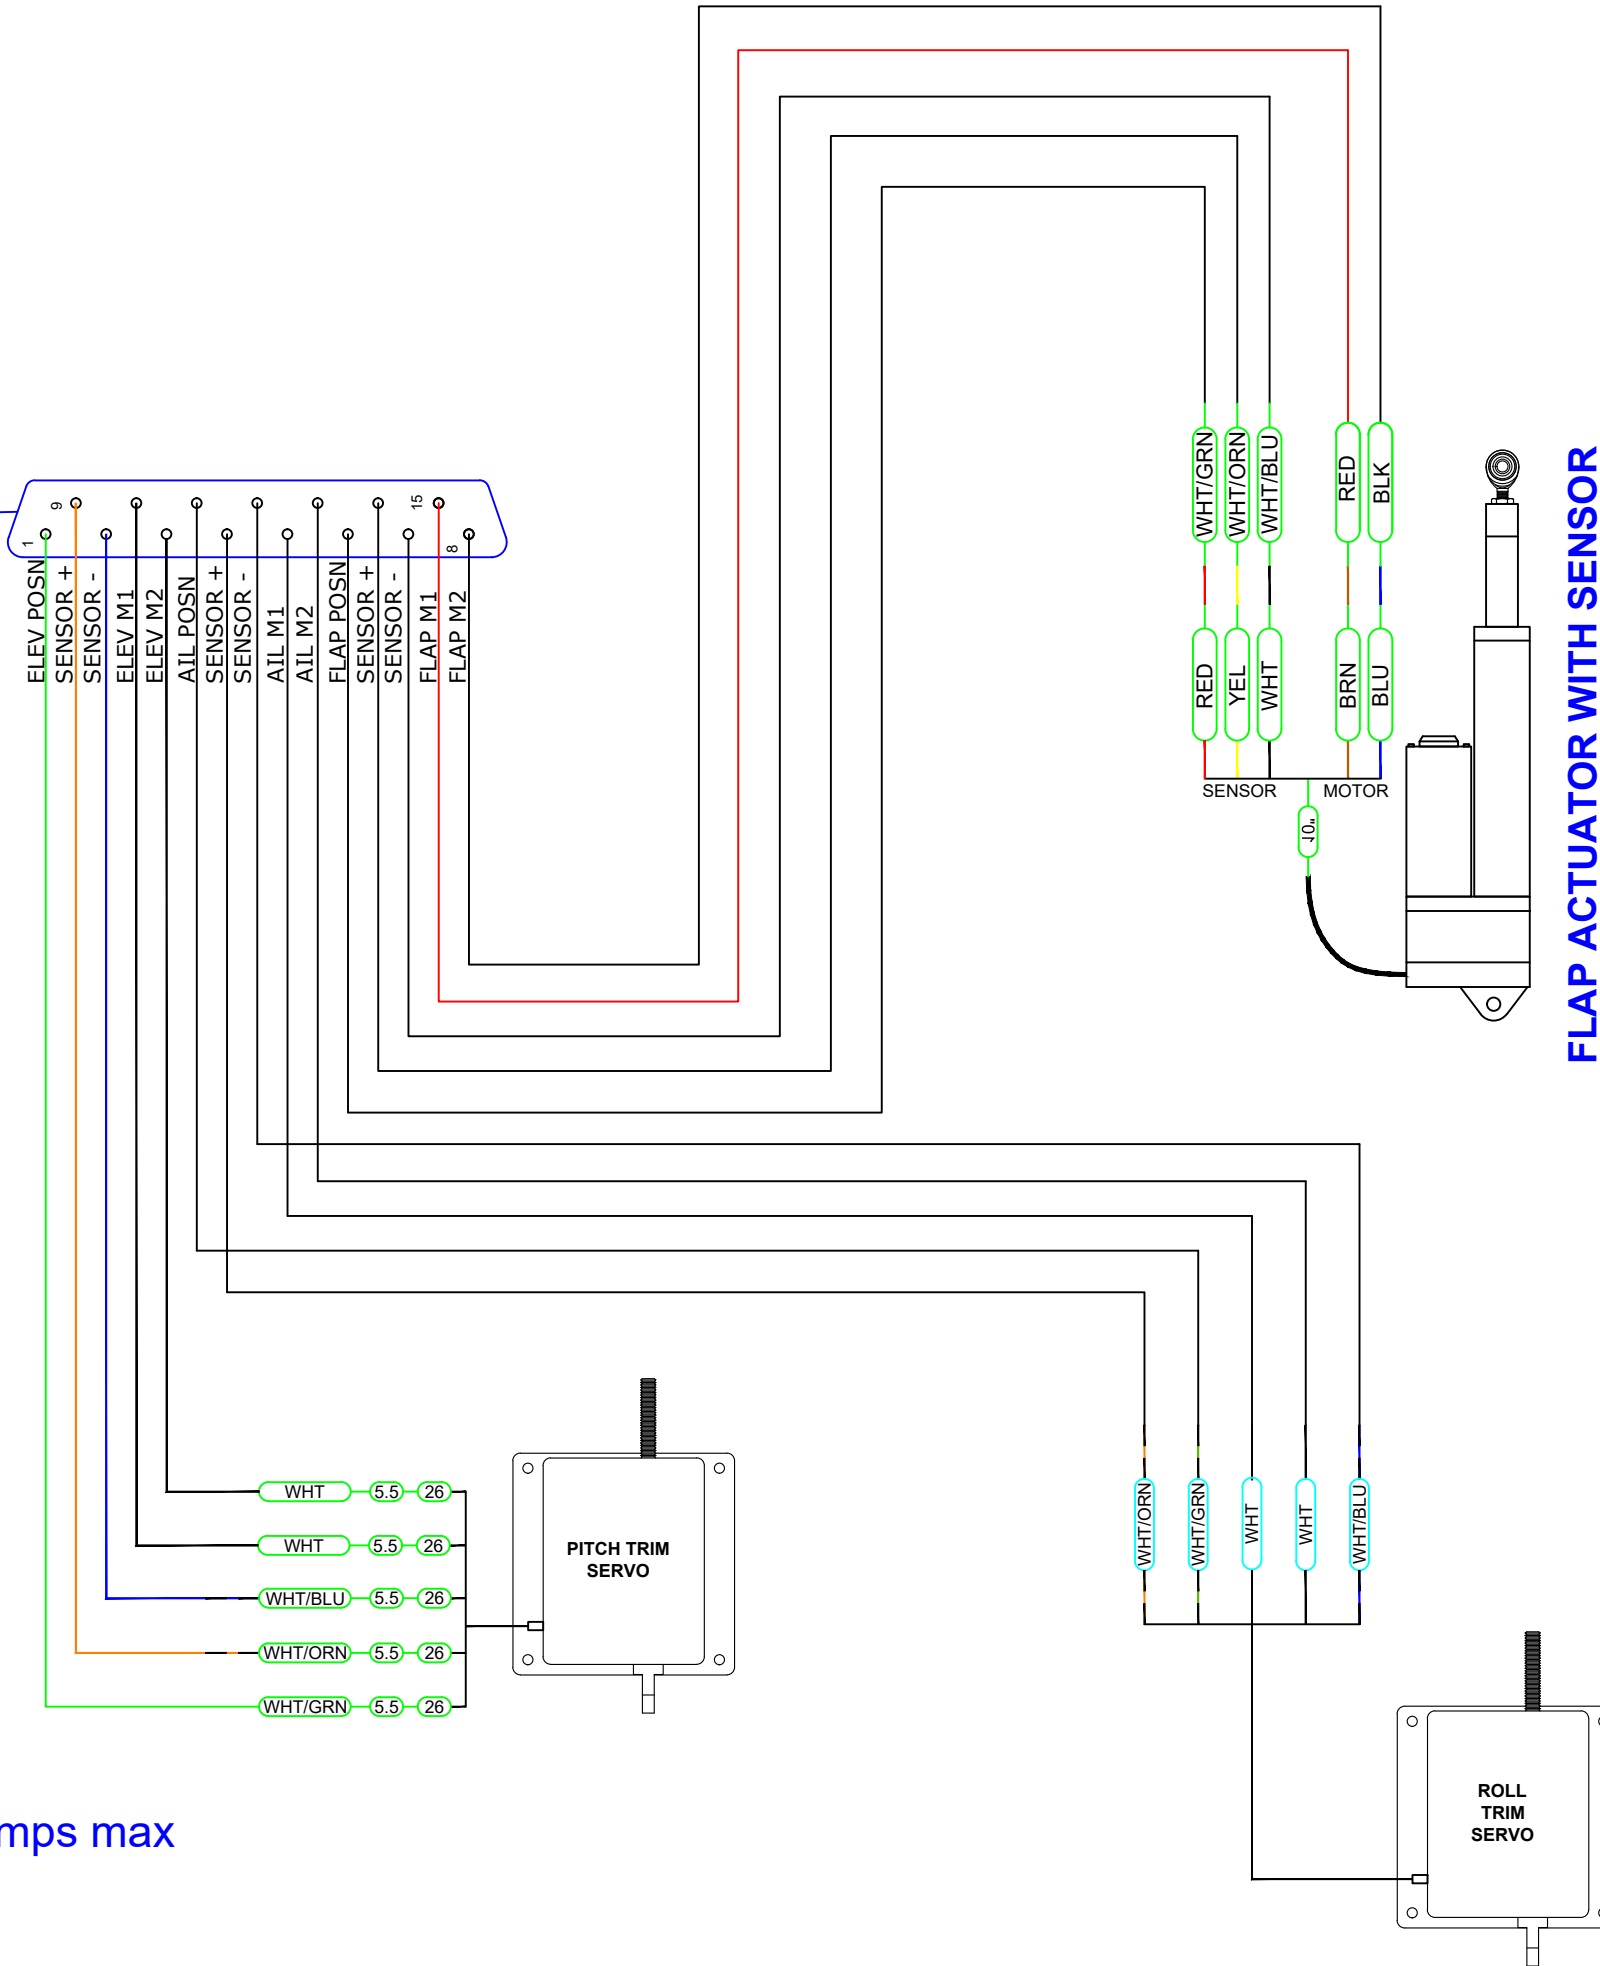 1
9
15
8
ELEV POSN
SENSOR +
SENSOR -
ELEV M1
ELEV M2
AIL POSN
SENSOR +
SENSOR -
AIL M1
AIL M2
FLAP POSN
SENSOR +
SENSOR -
FLAP M1
FLAP M2
WHT/GRN
WHT/ORN
WHT/BLU
RED
BLK
RED
YEL
WHT
BRN
BLU
SENSOR
MOTOR
10"
FLAP ACTUATOR WITH SENSOR
WHT 5.5 26
WHT 5.5 26
WHT/BLU 5.5 26
WHT/ORN 5.5 26
WHT/GRN 5.5 26
PITCH TRIM
SERVO
WHT/ORN
WHT/GRN
WHT
WHT
WHT/BLU
ROLL
TRIM
SERVO
mps max